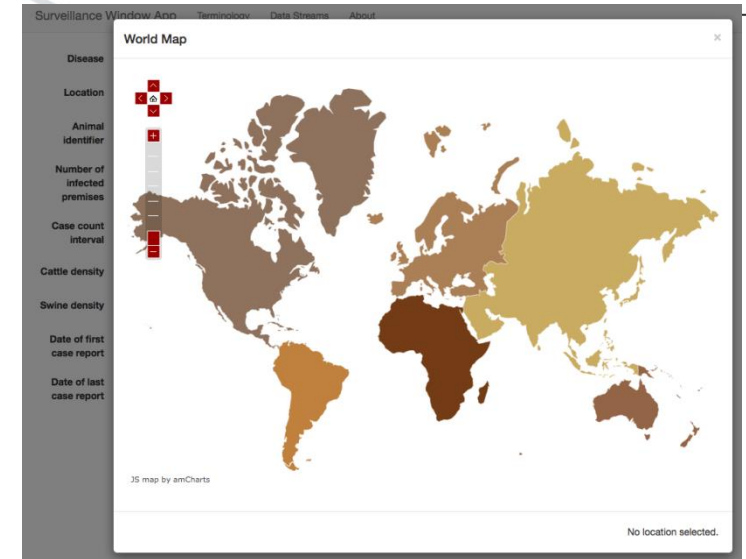 Surveillance Window App Terminology Data Streams About
World Map ×
Disease
Location
Animal
identifier
Number of
infected
premises
Case count
interval
Cattle density
Swine density
Date of first
case report
Date of last
case report
JS map by amCharts
No location selected.